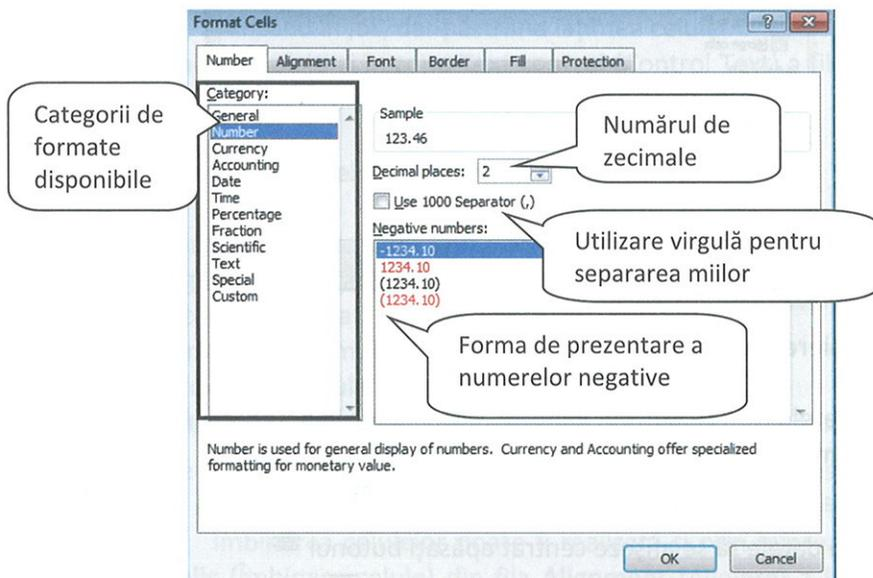 Format Cells
Number Alignment Font Border Fill Protection
Category:
General
Number
Currency
Accounting
Date
Time
Percentage
Fraction
Scientific
Text
Special
Custom
Sample
123.46
Decimal places: 2
Use 1000 Separator (,)
Negative numbers:
-1234.10
1234.10
(1234.10)
(1234.10)
Categorii de
formate
disponibile
Numărul de
zecimale
Utilizare virgulă pentru
separarea miilor
Forma de prezentare a
numerelor negative
Number is used for general display of numbers. Currency and Accounting offer specialized
formatting for monetary value.
OK Cancel